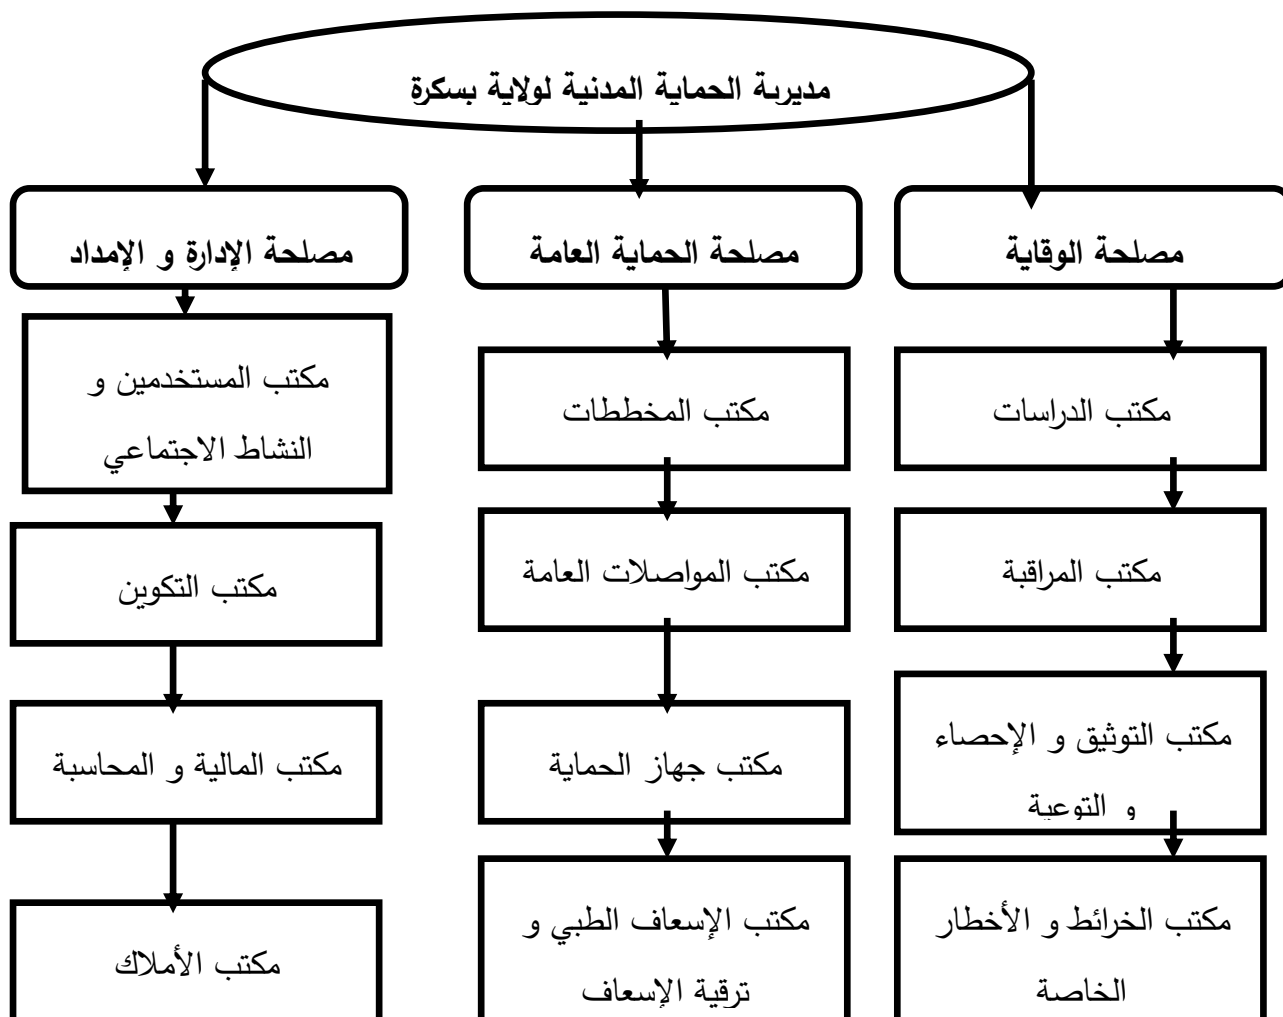 مديرية الحماية المدنية لولاية بسكرة
مصلحة الوقاية
مصلحة الحماية العامة
مصلحة الإدارة و الإمداد
مكتب الدراسات
مكتب المخططات
مكتب المستخدمين و
النشاط الاجتماعي
مكتب المراقبة
مكتب المواصلات العامة
مكتب التكوين
مكتب التوثيق و الإحصاء
و التوعية
مكتب جهاز الحماية
مكتب المالية و المحاسبة
مكتب الخرائط و الأخطار
الخاصة
مكتب الإسعاف الطبي و
ترقية الإسعاف
مكتب الأملاك